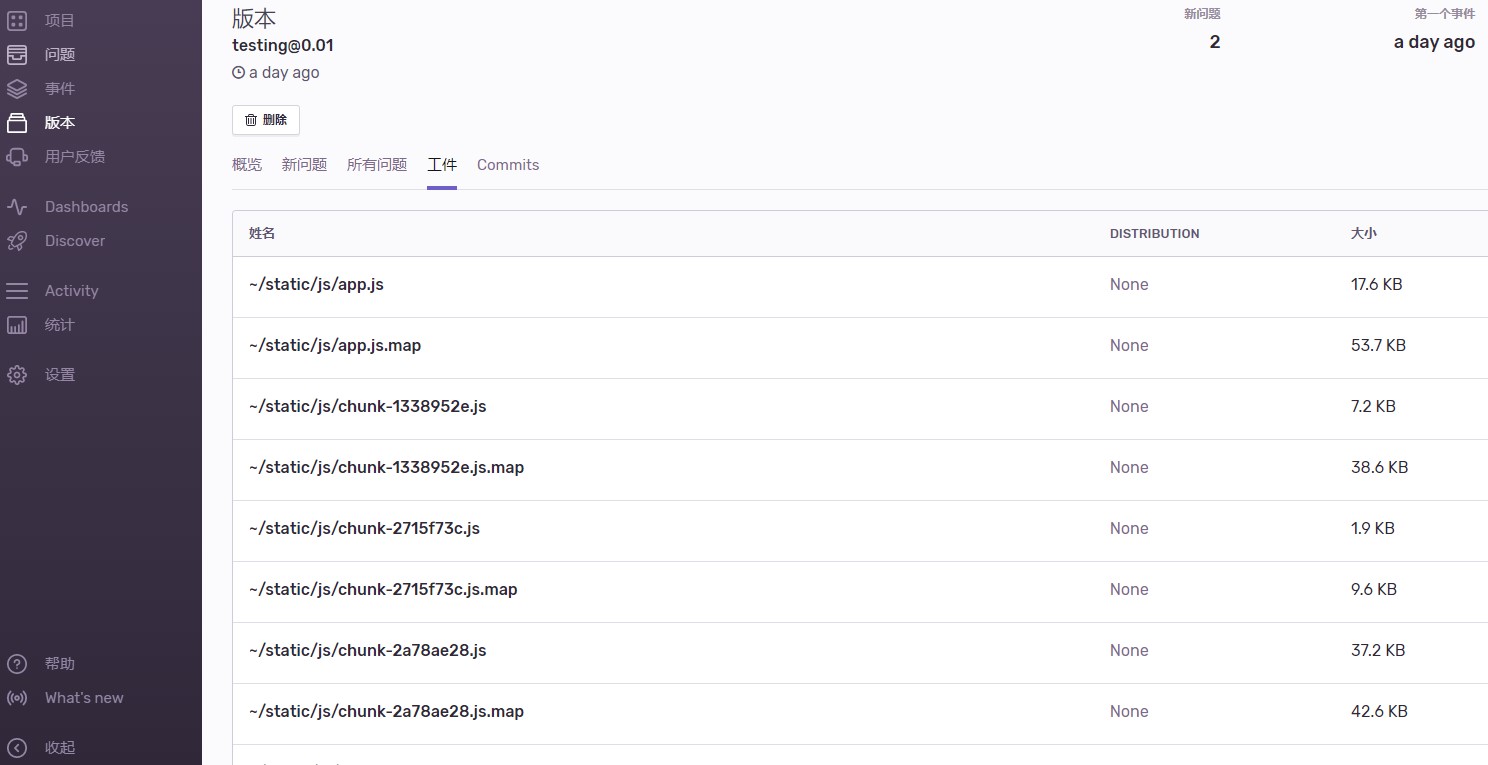 项目
问题
事件
版本
用户反馈
Dashboards
Discover
Activity
统计
设置
帮助
What's new
收起
版本
testing@0.01
a day ago
新问题
2
第一个事件
a day ago
删除
概览 新问题 所有问题 工件 Commits
姓名 DISTRIBUTION 大小
~/static/js/app.js None 17.6 KB
~/static/js/app.js.map None 53.7 KB
~/static/js/chunk-1338952e.js None 7.2 KB
~/static/js/chunk-1338952e.js.map None 38.6 KB
~/static/js/chunk-2715f73c.js None 1.9 KB
~/static/js/chunk-2715f73c.js.map None 9.6 KB
~/static/js/chunk-2a78ae28.js None 37.2 KB
~/static/js/chunk-2a78ae28.js.map None 42.6 KB